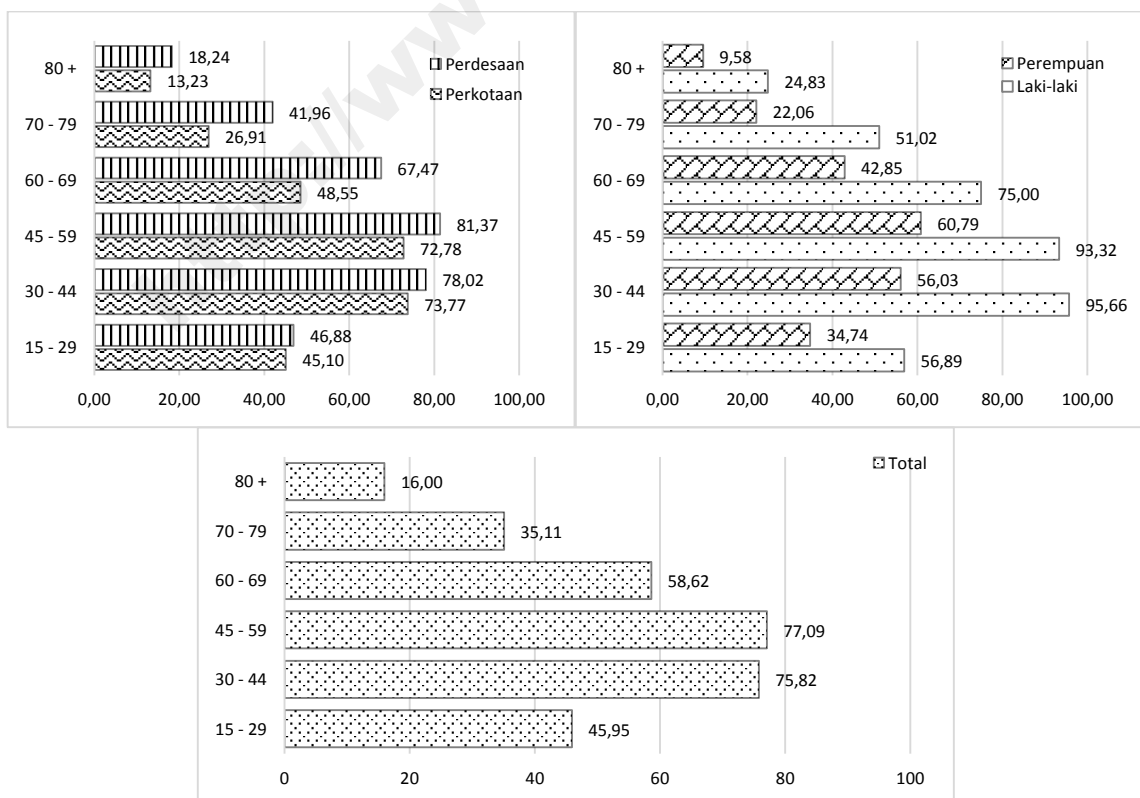 Perdesaan
Perkotaan
80 +
18,24
13,23
70 - 79
41,96
26,91
60 - 69
67,47
48,55
45 - 59
81,37
72,78
30 - 44
78,02
73,77
15 - 29
46,88
45,10
0,00 20,00 40,00 60,00 80,00 100,00
Perempuan
Laki-laki
80 +
9,58
24,83
70 - 79
22,06
51,02
60 - 69
42,85
75,00
45 - 59
60,79
93,32
30 - 44
56,03
95,66
15 - 29
34,74
56,89
0,00 20,00 40,00 60,00 80,00 100,00
Total
80 + 16,00
70 - 79 35,11
60 - 69 58,62
45 - 59 77,09
30 - 44 75,82
15 - 29 45,95
0 20 40 60 80 100